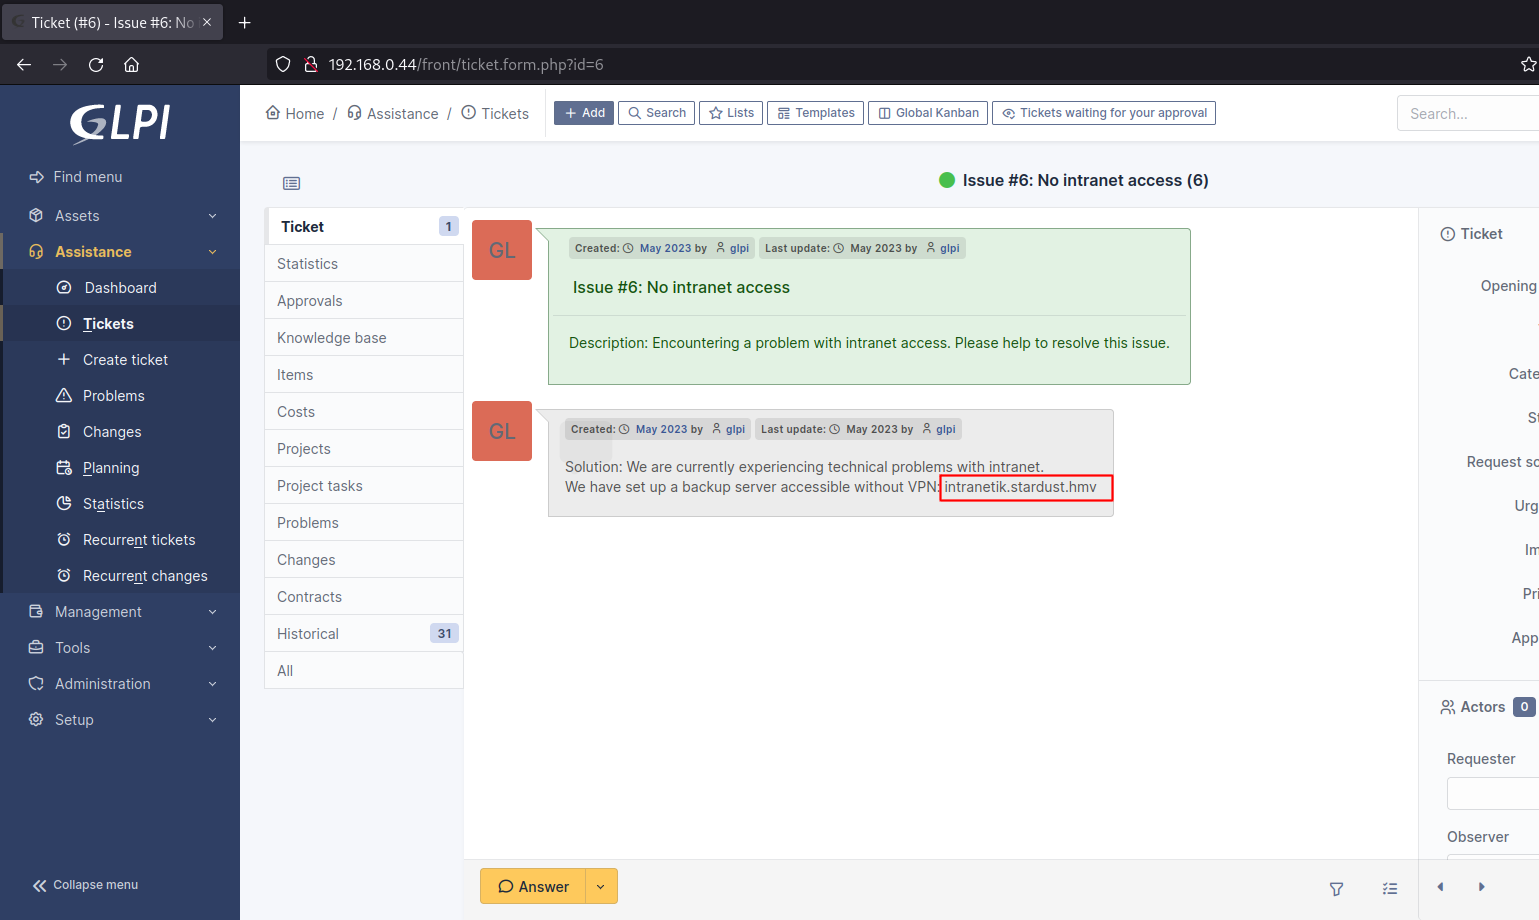 Ticket (#6) - Issue #6: No
192.168.0.44/front/ticket.form.php?id=6
GLPI
Home / Assistance / Tickets
Add
Search
Lists
Templates
Global Kanban
Tickets waiting for your approval
Search...
Find menu
Assets
Assistance
Dashboard
Tickets
Create ticket
Problems
Changes
Planning
Statistics
Recurrent tickets
Recurrent changes
Management
Tools
Administration
Setup
Collapse menu
Issue #6: No intranet access (6)
Ticket 1
Statistics
Approvals
Knowledge base
Items
Costs
Projects
Project tasks
Problems
Changes
Contracts
Historical 31
All
GL
Created: May 2023 by glpi Last update: May 2023 by glpi
Issue #6: No intranet access
Description: Encountering a problem with intranet access. Please help to resolve this issue.
GL
Created: May 2023 by glpi Last update: May 2023 by glpi
Solution: We are currently experiencing technical problems with intranet.
We have set up a backup server accessible without VPN: intranetik.stardust.hmv
Answer
Ticket
Opening
Cate
St
Request so
Urg
Im
Pri
App
Actors 0
Requester
Observer